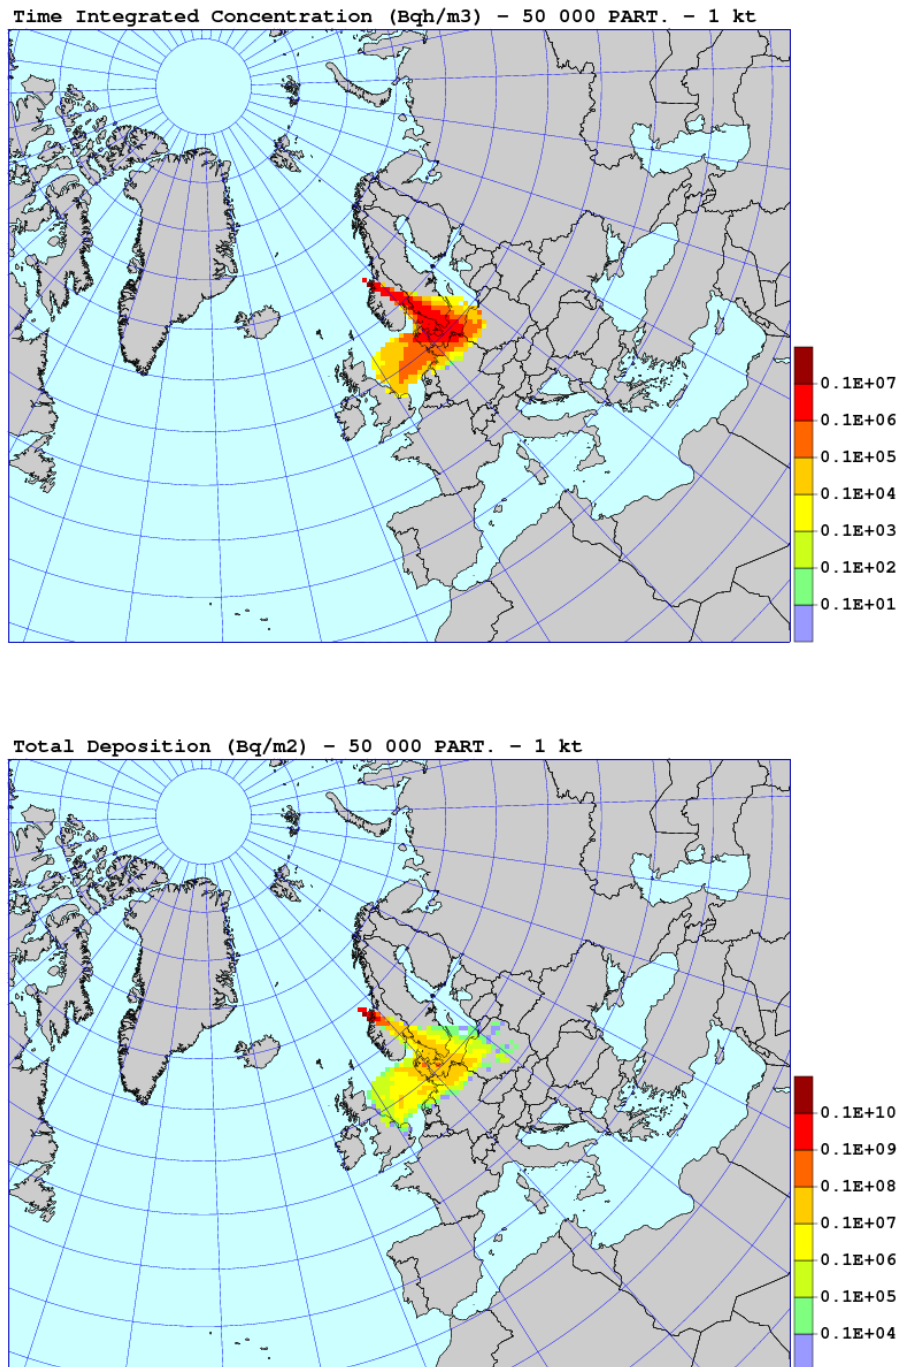 Time Integrated Concentration (Bqh/m3) - 50 000 PART. - 1 kt
0.1E+07
0.1E+06
0.1E+05
0.1E+04
0.1E+03
0.1E+02
0.1E+01
Total Deposition (Bq/m2) - 50 000 PART. - 1 kt
0.1E+10
0.1E+09
0.1E+08
0.1E+07
0.1E+06
0.1E+05
0.1E+04